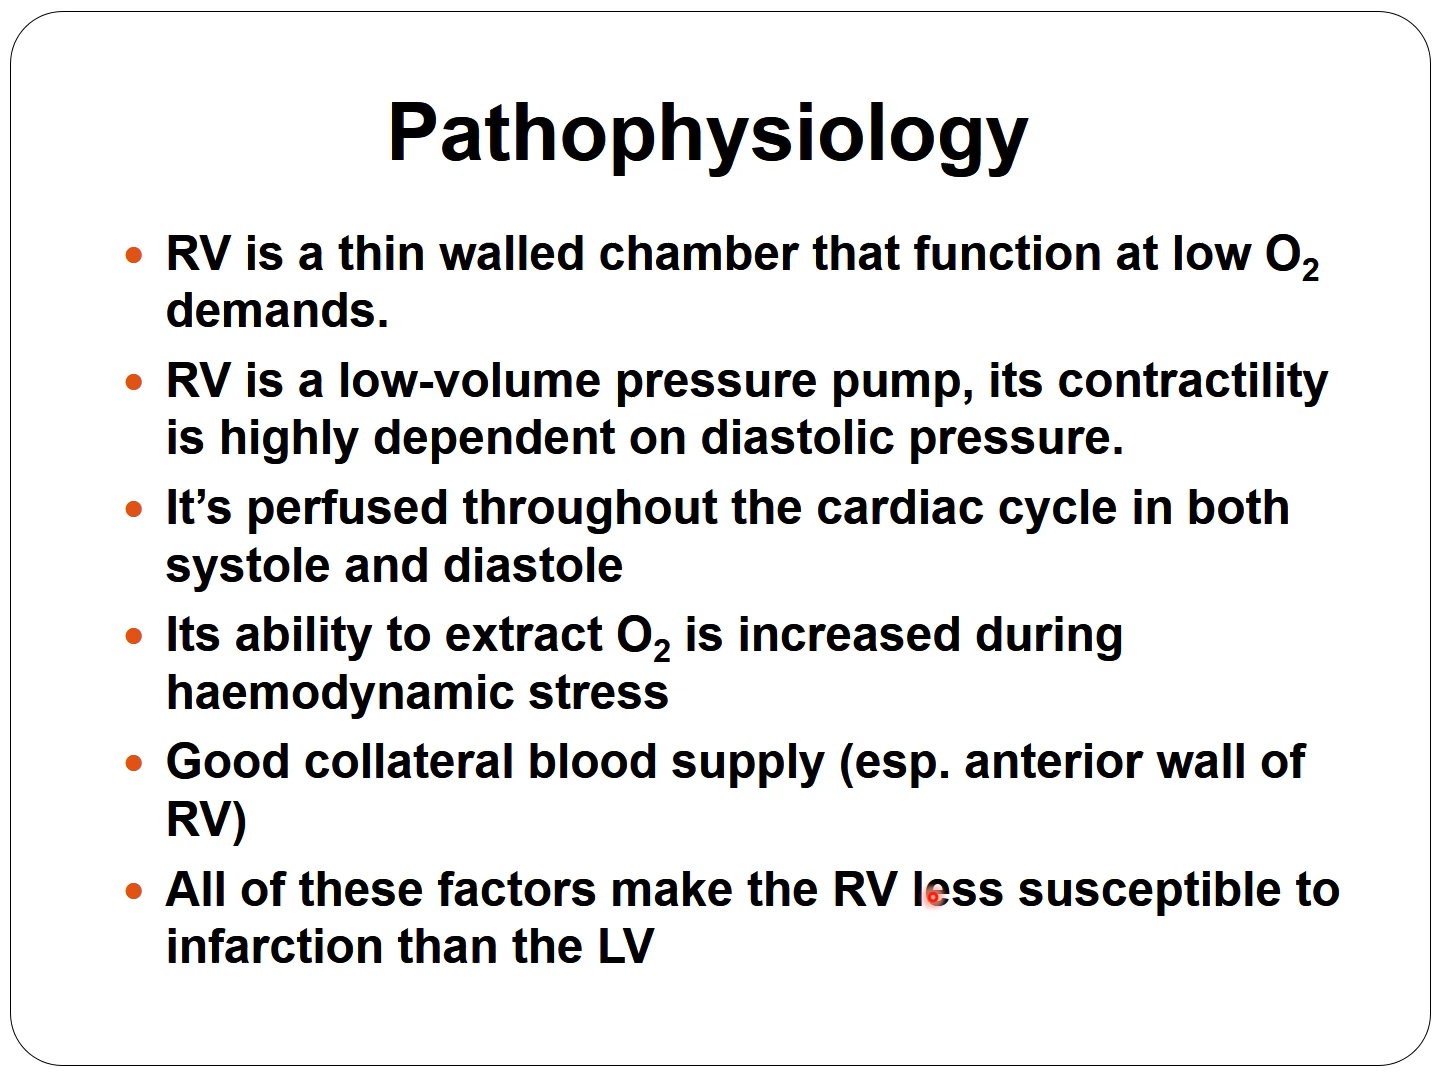 Pathophysiology
• RV is a thin walled chamber that function at low O₂
demands.
• RV is a low-volume pressure pump, its contractility
is highly dependent on diastolic pressure.
• It’s perfused throughout the cardiac cycle in both
systole and diastole
• Its ability to extract O₂ is increased during
haemodynamic stress
• Good collateral blood supply (esp. anterior wall of
RV)
• All of these factors make the RV less susceptible to
infarction than the LV